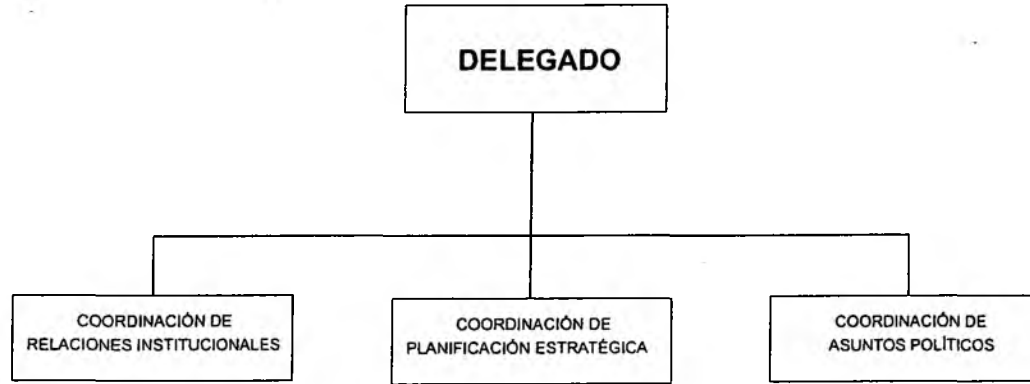 DELEGADO
COORDINACIÓN DE
RELACIONES INSTITUCIONALES
COORDINACIÓN DE
PLANIFICACIÓN ESTRATÉGICA
COORDINACIÓN DE
ASUNTOS POLÍTICOS